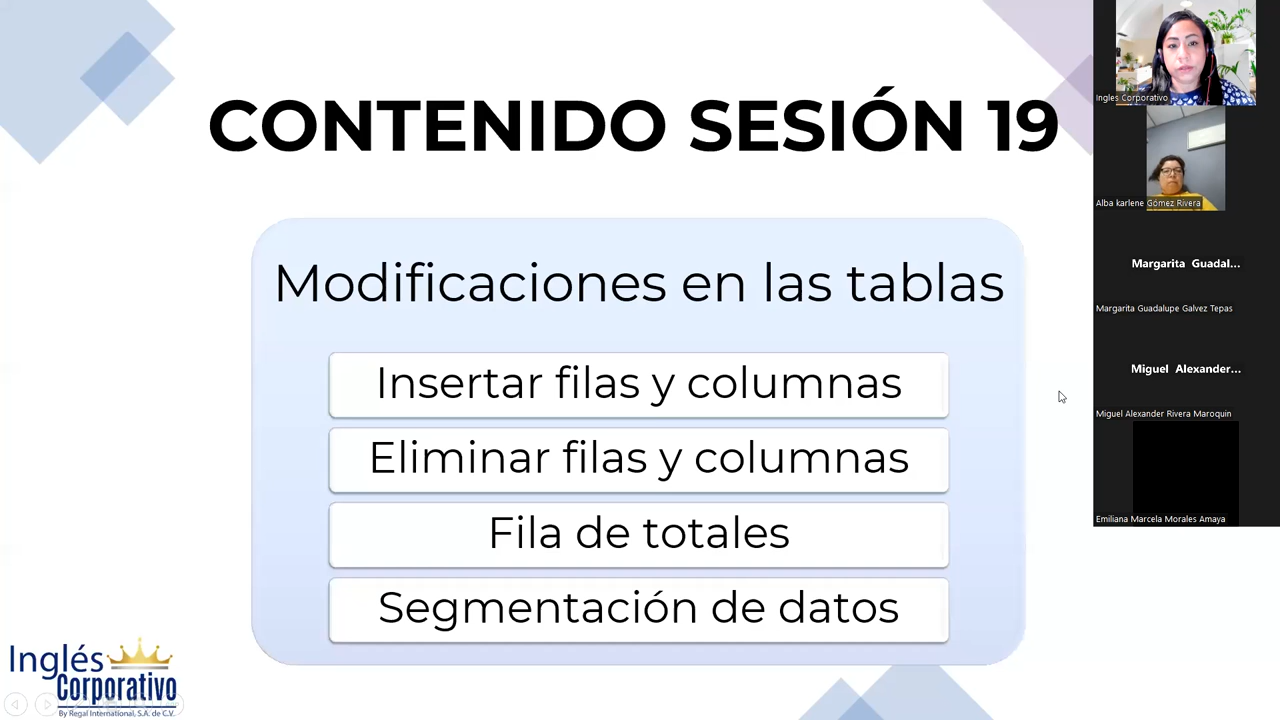 CONTENIDO SESIÓN 19
Modificaciones en las tablas
Insertar filas y columnas
Eliminar filas y columnas
Fila de totales
Segmentación de datos
Inglés
Corporativo
By Regal International, S.A. de C.V.
Ingles Corporativo
Alba karlene Gómez Rivera
Margarita Guadal...
Margarita Guadalupe Galvez Tepas
Miguel Alexander...
Miguel Alexander Rivera Maroquin
Emiliana Marcela Morales Amaya